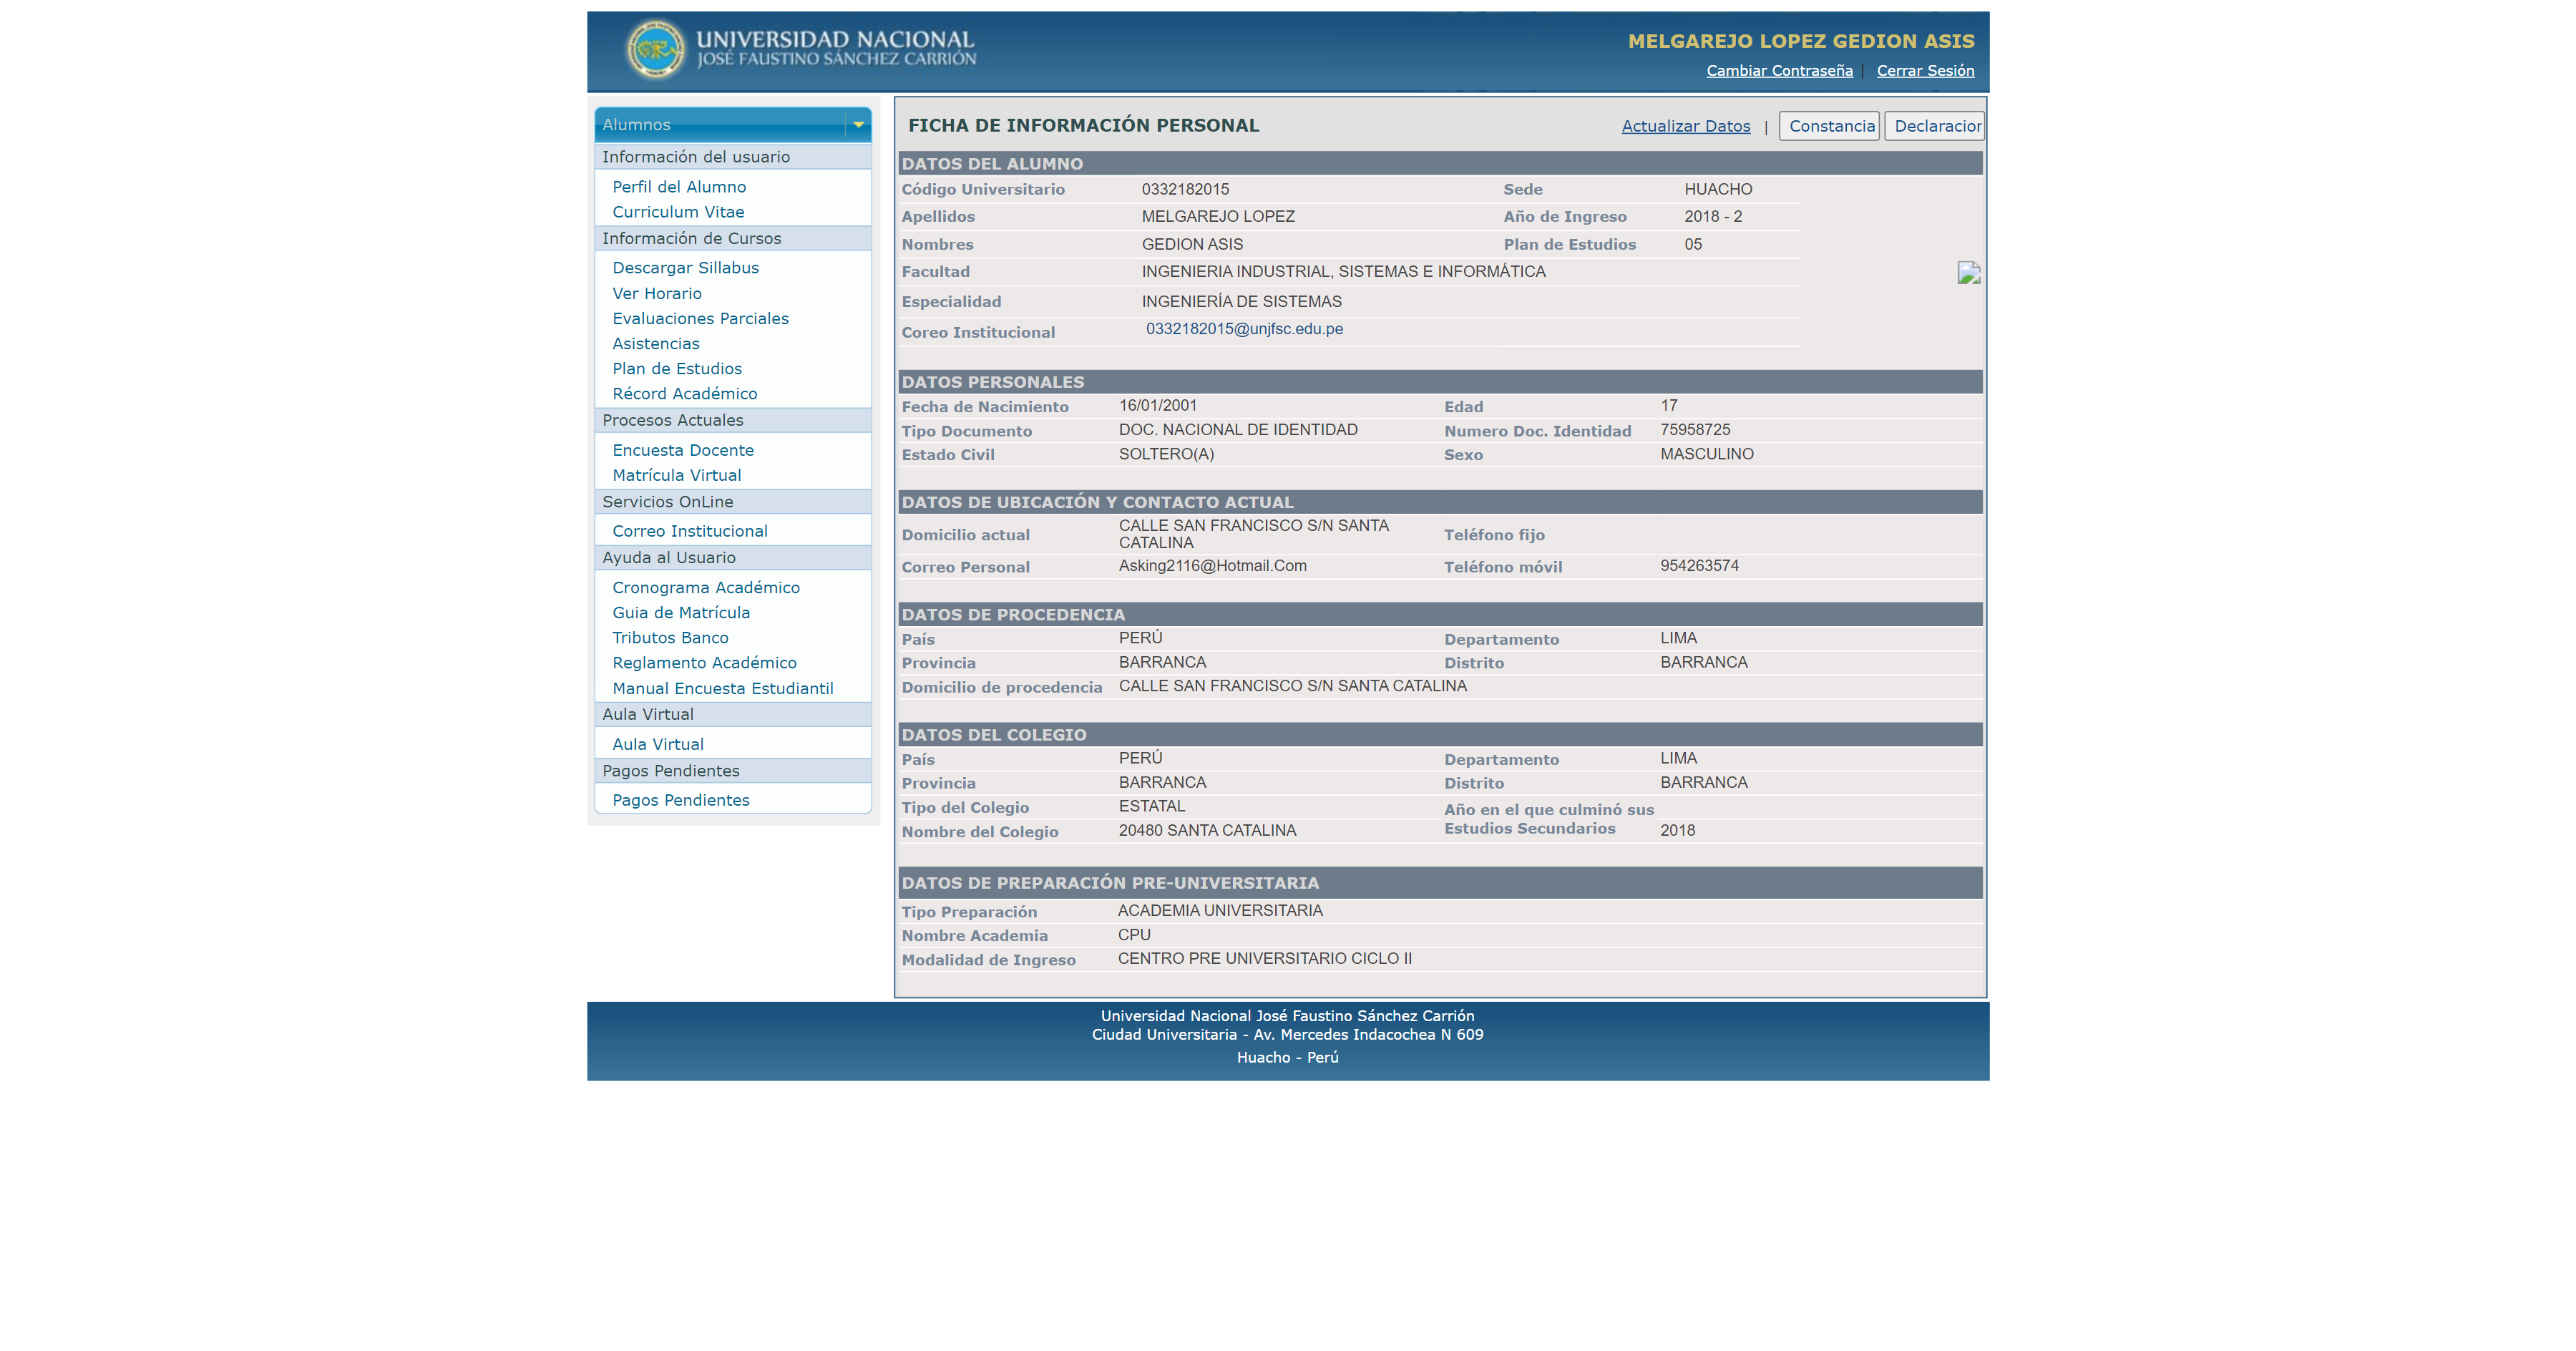 UNIVERSIDAD NACIONAL
JOSÉ FAUSTINO SÁNCHEZ CARRIÓN
MELGAREJO LOPEZ GEDION ASIS
Cambiar Contraseña | Cerrar Sesión
Alumnos
Información del usuario
Perfil del Alumno
Curriculum Vitae
Información de Cursos
Descargar Sillabus
Ver Horario
Evaluaciones Parciales
Asistencias
Plan de Estudios
Récord Académico
Procesos Actuales
Encuesta Docente
Matrícula Virtual
Servicios OnLine
Correo Institucional
Ayuda al Usuario
Cronograma Académico
Guia de Matrícula
Tributos Banco
Reglamento Académico
Manual Encuesta Estudiantil
Aula Virtual
Aula Virtual
Pagos Pendientes
Pagos Pendientes
FICHA DE INFORMACIÓN PERSONAL Actualizar Datos | Constancia Declaracior
DATOS DEL ALUMNO
Código Universitario 0332182015 Sede HUACHO
Apellidos MELGAREJO LOPEZ Año de Ingreso 2018 - 2
Nombres GEDION ASIS Plan de Estudios 05
Facultad INGENIERIA INDUSTRIAL, SISTEMAS E INFORMÁTICA
Especialidad INGENIERÍA DE SISTEMAS
Coreo Institucional 0332182015@unjfsc.edu.pe
DATOS PERSONALES
Fecha de Nacimiento 16/01/2001 Edad 17
Tipo Documento DOC. NACIONAL DE IDENTIDAD Numero Doc. Identidad 75958725
Estado Civil SOLTERO(A) Sexo MASCULINO
DATOS DE UBICACIÓN Y CONTACTO ACTUAL
Domicilio actual CALLE SAN FRANCISCO S/N SANTA CATALINA Teléfono fijo
Correo Personal Asking2116@Hotmail.Com Teléfono móvil 954263574
DATOS DE PROCEDENCIA
País PERÚ Departamento LIMA
Provincia BARRANCA Distrito BARRANCA
Domicilio de procedencia CALLE SAN FRANCISCO S/N SANTA CATALINA
DATOS DEL COLEGIO
País PERÚ Departamento LIMA
Provincia BARRANCA Distrito BARRANCA
Tipo del Colegio ESTATAL Año en el que culminó sus
Nombre del Colegio 20480 SANTA CATALINA Estudios Secundarios 2018
DATOS DE PREPARACIÓN PRE-UNIVERSITARIA
Tipo Preparación ACADEMIA UNIVERSITARIA
Nombre Academia CPU
Modalidad de Ingreso CENTRO PRE UNIVERSITARIO CICLO II
Universidad Nacional José Faustino Sánchez Carrión
Ciudad Universitaria - Av. Mercedes Indacochea N 609
Huacho - Perú